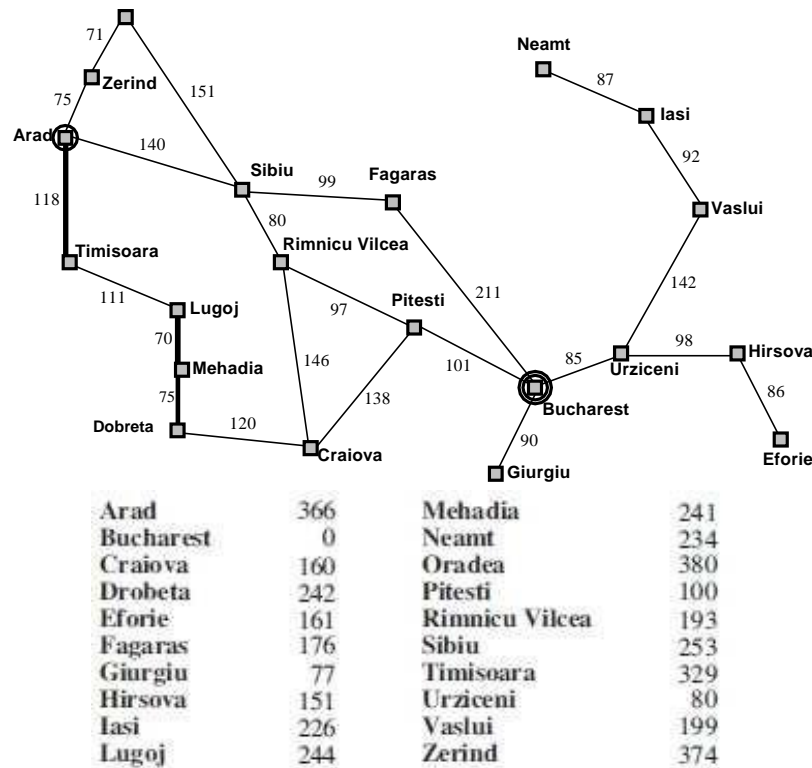 71
Neamt
Zerind
87
151
75
Iasi
Arad
140
92
Sibiu
Fagaras
99
118
Vaslui
80
Timisoara
Rimnicu Vilcea
142
111
211
Lugoj
97
Pitesti
70
98
Hirsova
Mehadia
146
101
85
Urziceni
75
138
86
Bucharest
Dobreta
120
90
Craiova
Eforie
Giurgiu
Arad 366 Mehadia 241
Bucharest 0 Neamt 234
Craiova 160 Oradea 380
Drobeta 242 Pitesti 100
Eforie 161 Rimnicu Vilcea 193
Fagaras 176 Sibiu 253
Giurgiu 77 Timisoara 329
Hirsova 151 Urziceni 80
Iasi 226 Vaslui 199
Lugoj 244 Zerind 374